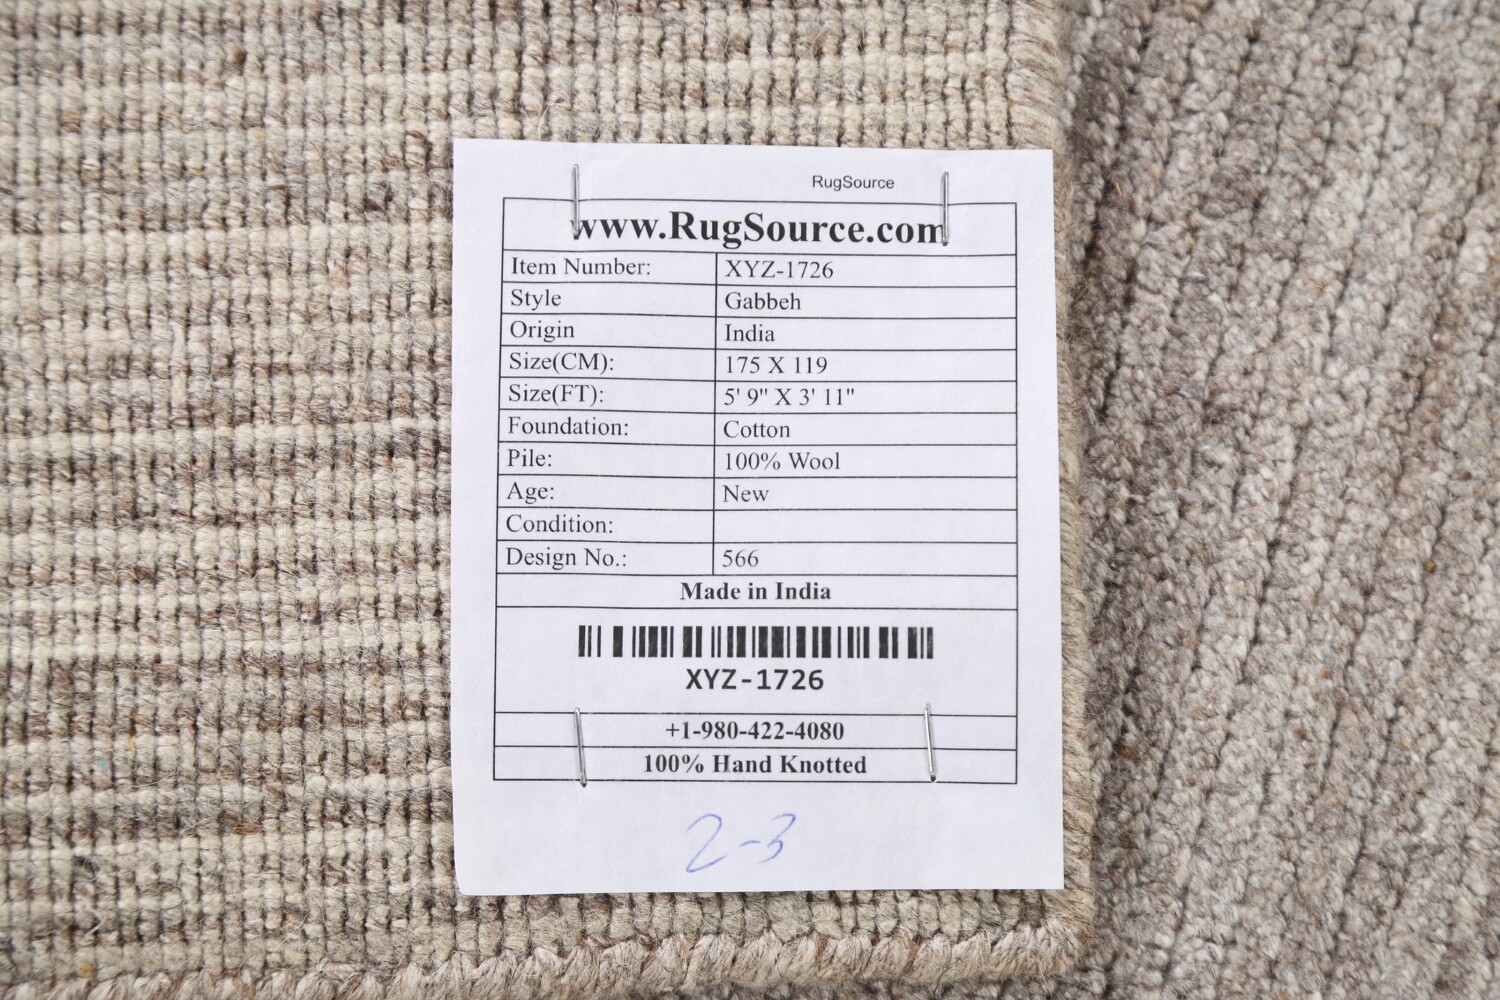 RugSource
www.RugSource.com
Item Number: XYZ-1726
Style Gabbeh
Origin India
Size(CM): 175 X 119
Size(FT): 5' 9" X 3' 11"
Foundation: Cotton
Pile: 100% Wool
Age: New
Condition:
Design No.: 566
Made in India
XYZ-1726
+1-980-422-4080
100% Hand Knotted
2-3